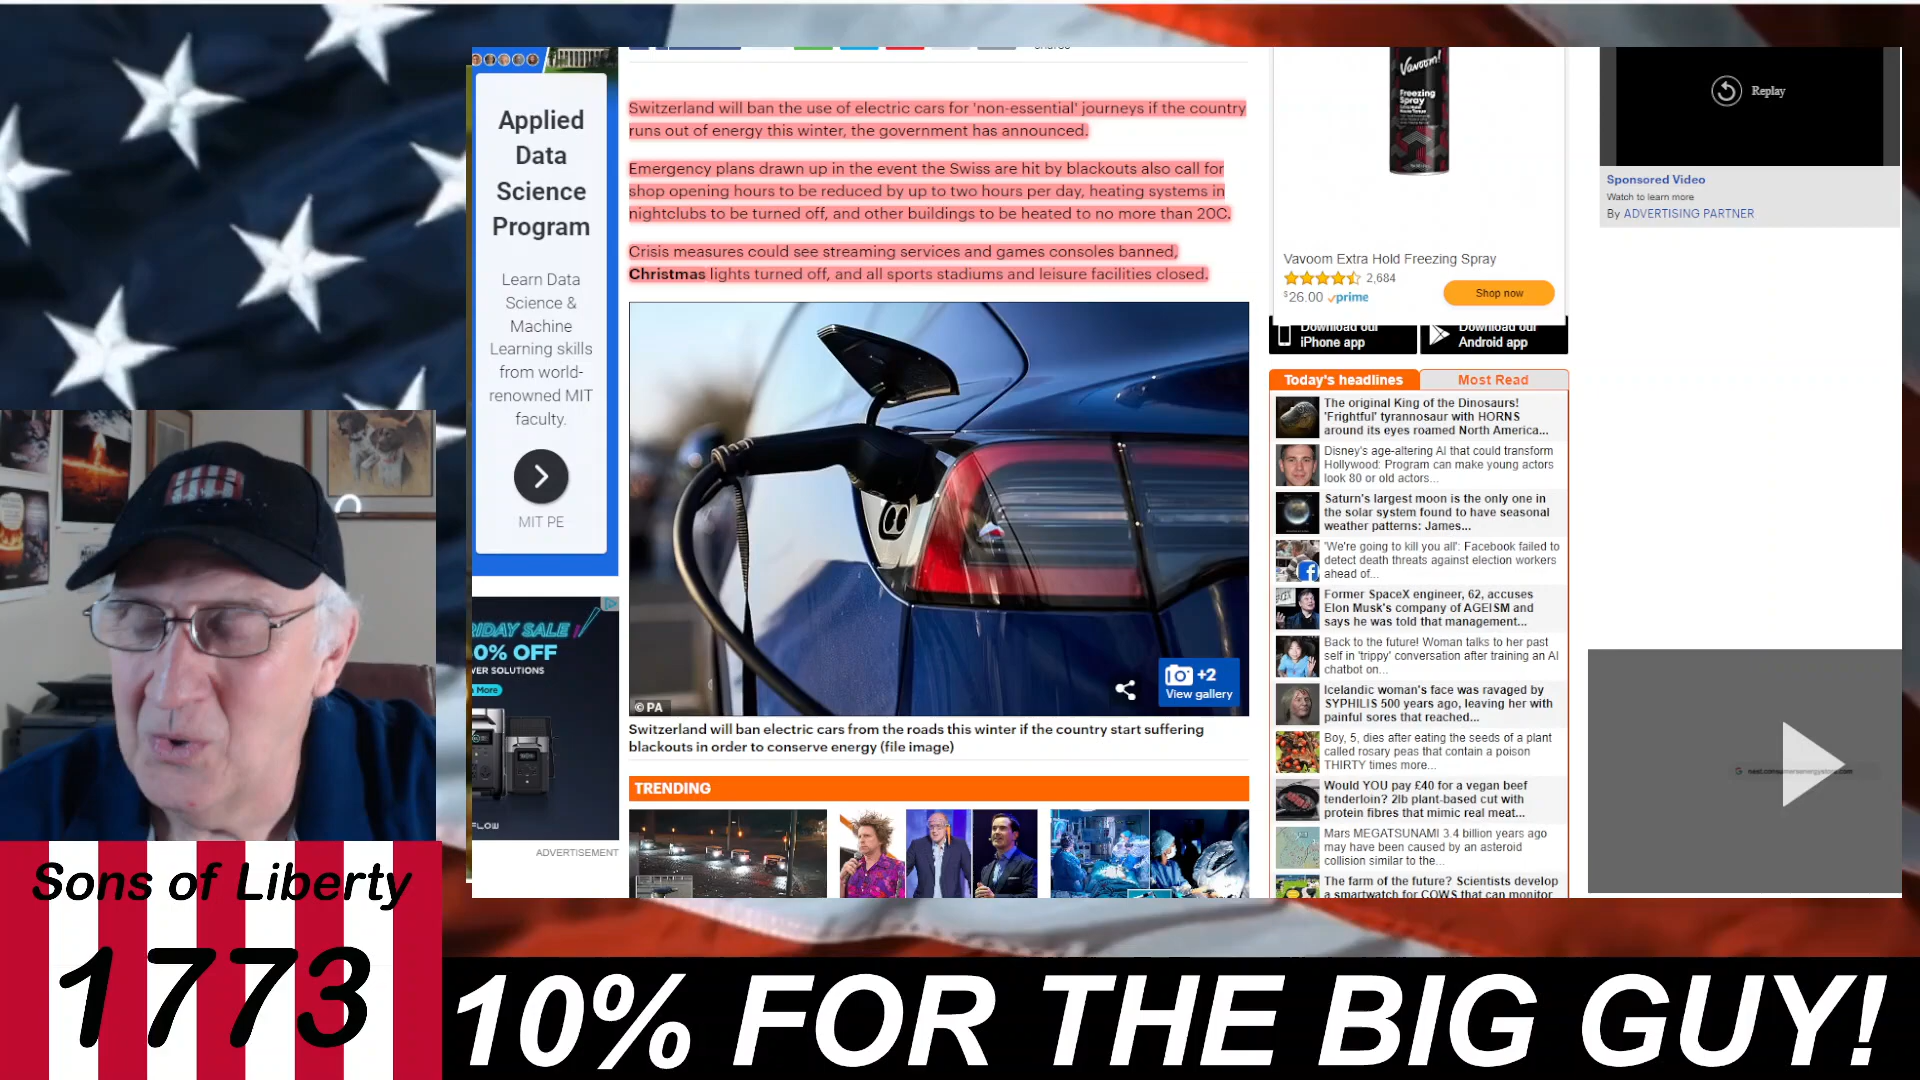 Applied
Data
Science
Program
Learn Data
Science &
Machine
Learning skills
from world-
renowned MIT
faculty.
MIT PE
RIDAY SALE
0% OFF
VER SOLUTIONS
More
FLOW
ADVERTISEMENT
Switzerland will ban the use of electric cars for 'non-essential' journeys if the country
runs out of energy this winter, the government has announced.
Emergency plans drawn up in the event the Swiss are hit by blackouts also call for
shop opening hours to be reduced by up to two hours per day, heating systems in
nightclubs to be turned off, and other buildings to be heated to no more than 20C.
Crisis measures could see streaming services and games consoles banned,
Christmas lights turned off, and all sports stadiums and leisure facilities closed.
© PA
+2
View gallery
Switzerland will ban electric cars from the roads this winter if the country start suffering
blackouts in order to conserve energy (file image)
TRENDING
Vavoom!
Freezing
Spray
Vavoom Extra Hold Freezing Spray
2,684
$26.00 prime
Shop now
Download our
iPhone app
Download our
Android app
Today's headlines
Most Read
The original King of the Dinosaurs!
'Frightful' tyrannosaur with HORNS
around its eyes roamed North America...
Disney's age-altering AI that could transform
Hollywood: Program can make young actors
look 80 or old actors...
Saturn's largest moon is the only one in
the solar system found to have seasonal
weather patterns: James...
'We're going to kill you all': Facebook failed to
detect death threats against election workers
ahead of...
Former SpaceX engineer, 62, accuses
Elon Musk's company of AGEISM and
says he was told that management...
Back to the future! Woman talks to her past
self in 'trippy' conversation after training an AI
chatbot on...
Icelandic woman's face was ravaged by
SYPHILIS 500 years ago, leaving her with
painful sores that reached...
Boy, 5, dies after eating the seeds of a plant
called rosary peas that contain a poison
THIRTY times more...
Would YOU pay £40 for a vegan beef
tenderloin? 2lb plant-based cut with
protein fibres that mimic real meat...
Mars MEGATSUNAMI 3.4 billion years ago
may have been caused by an asteroid
collision similar to the...
The farm of the future? Scientists develop
a smartwatch for COWS that can monitor
Replay
Sponsored Video
Watch to learn more
By ADVERTISING PARTNER
Sons of Liberty
1773
10% FOR THE BIG GUY!